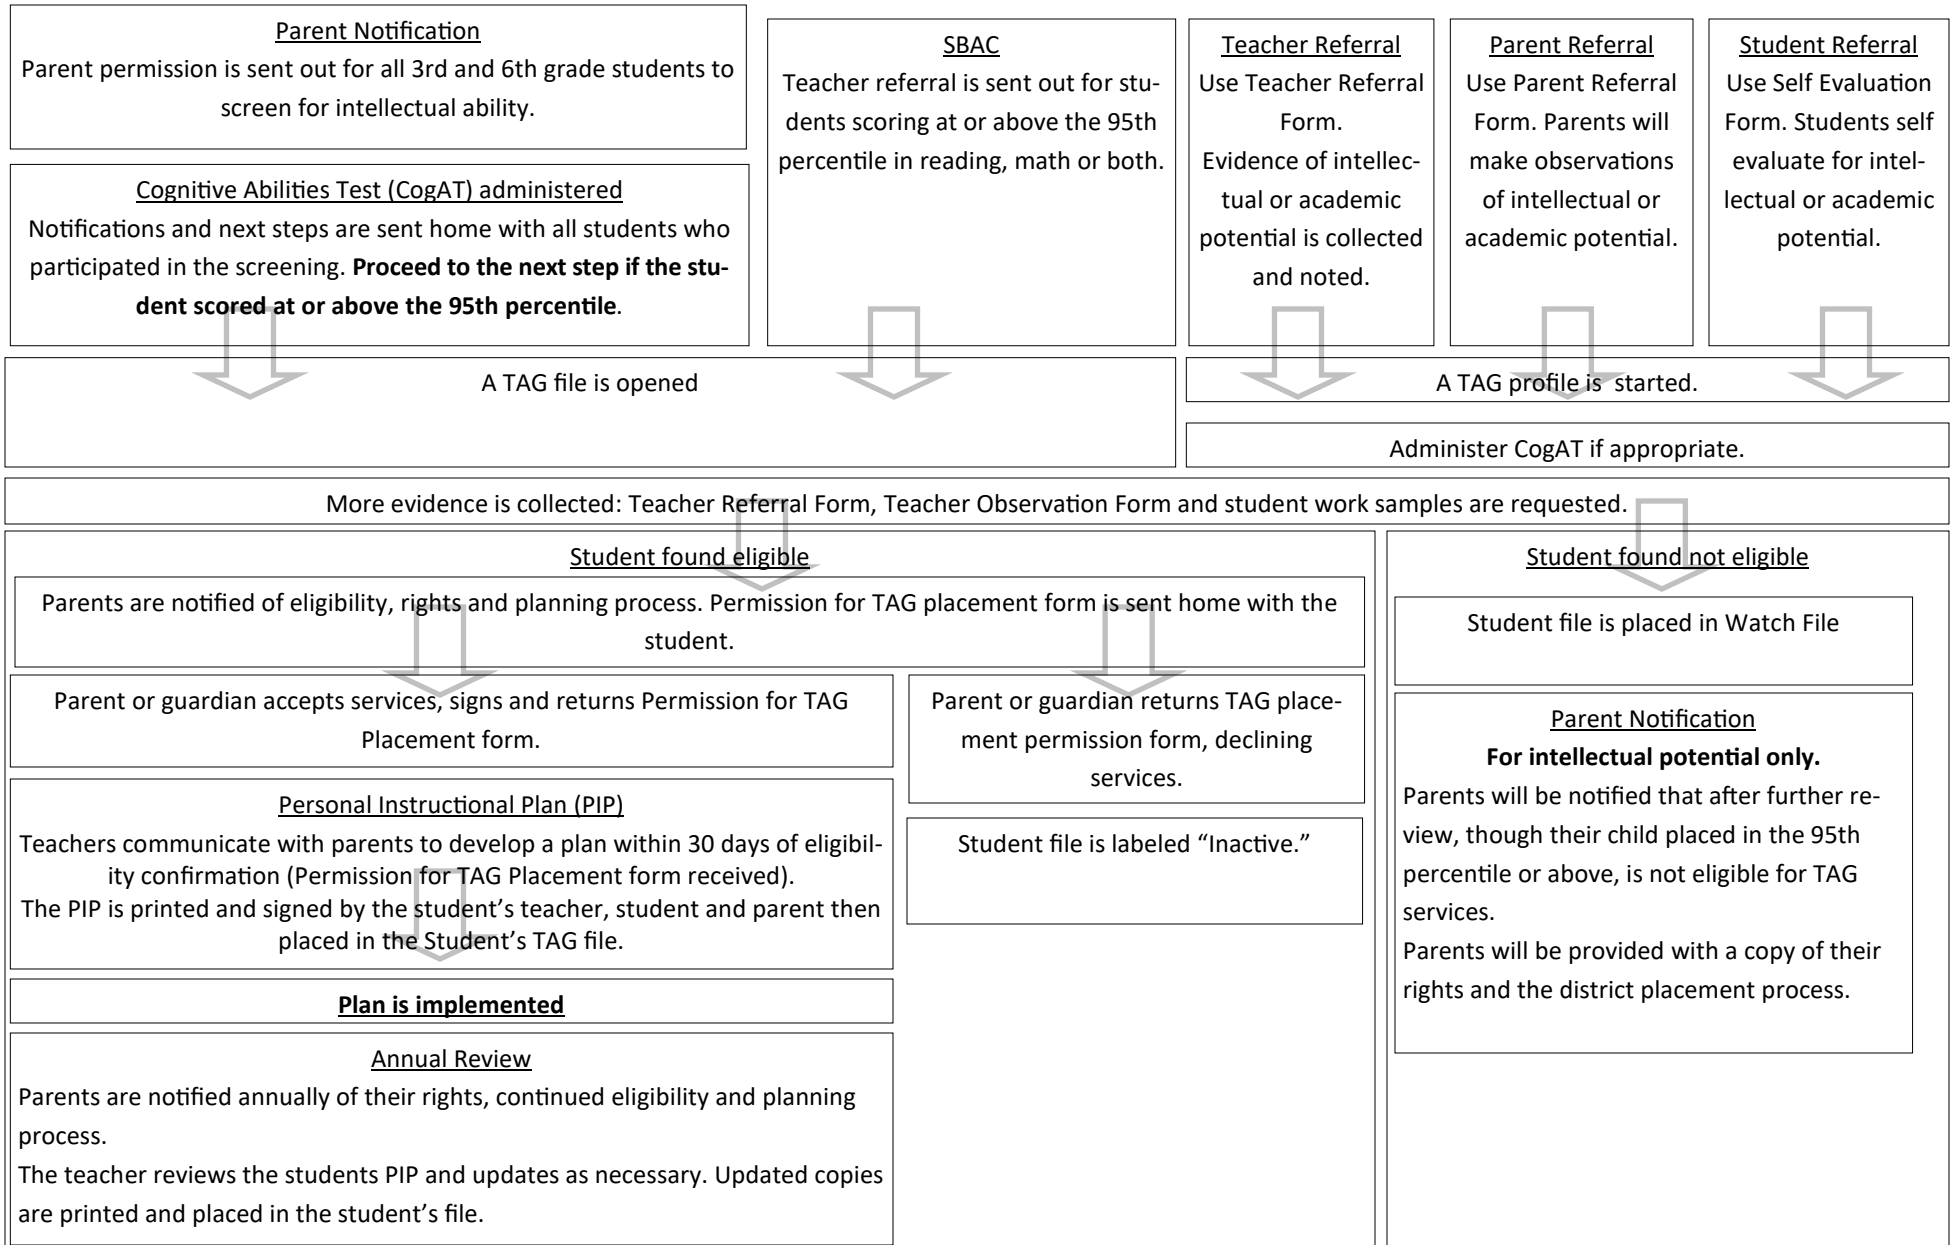 Parent Notification
Parent permission is sent out for all 3rd and 6th grade students to
screen for intellectual ability.
Cognitive Abilities Test (CogAT) administered
Notifications and next steps are sent home with all students who
participated in the screening. Proceed to the next step if the stu-
dent scored at or above the 95th percentile.
SBAC
Teacher referral is sent out for stu-
dents scoring at or above the 95th
percentile in reading, math or both.
Teacher Referral
Use Teacher Referral
Form.
Evidence of intellec-
tual or academic
potential is collected
and noted.
Parent Referral
Use Parent Referral
Form. Parents will
make observations
of intellectual or
academic potential.
Student Referral
Use Self Evaluation
Form. Students self
evaluate for intel-
lectual or academic
potential.
A TAG file is opened
A TAG profile is  started.
Administer CogAT if appropriate.
More evidence is collected: Teacher Referral Form, Teacher Observation Form and student work samples are requested.
Student found eligible
Parents are notified of eligibility, rights and planning process. Permission for TAG placement form is sent home with the
student.
Parent or guardian accepts services, signs and returns Permission for TAG
Placement form.
Personal Instructional Plan (PIP)
Teachers communicate with parents to develop a plan within 30 days of eligibil-
ity confirmation (Permission for TAG Placement form received).
The PIP is printed and signed by the student’s teacher, student and parent then
placed in the Student’s TAG file.
Plan is implemented
Annual Review
Parents are notified annually of their rights, continued eligibility and planning
process.
The teacher reviews the students PIP and updates as necessary. Updated copies
are printed and placed in the student’s file.
Parent or guardian returns TAG place-
ment permission form, declining
services.
Student file is labeled “Inactive.”
Student found not eligible
Student file is placed in Watch File
Parent Notification
For intellectual potential only.
Parents will be notified that after further re-
view, though their child placed in the 95th
percentile or above, is not eligible for TAG
services.
Parents will be provided with a copy of their
rights and the district placement process.